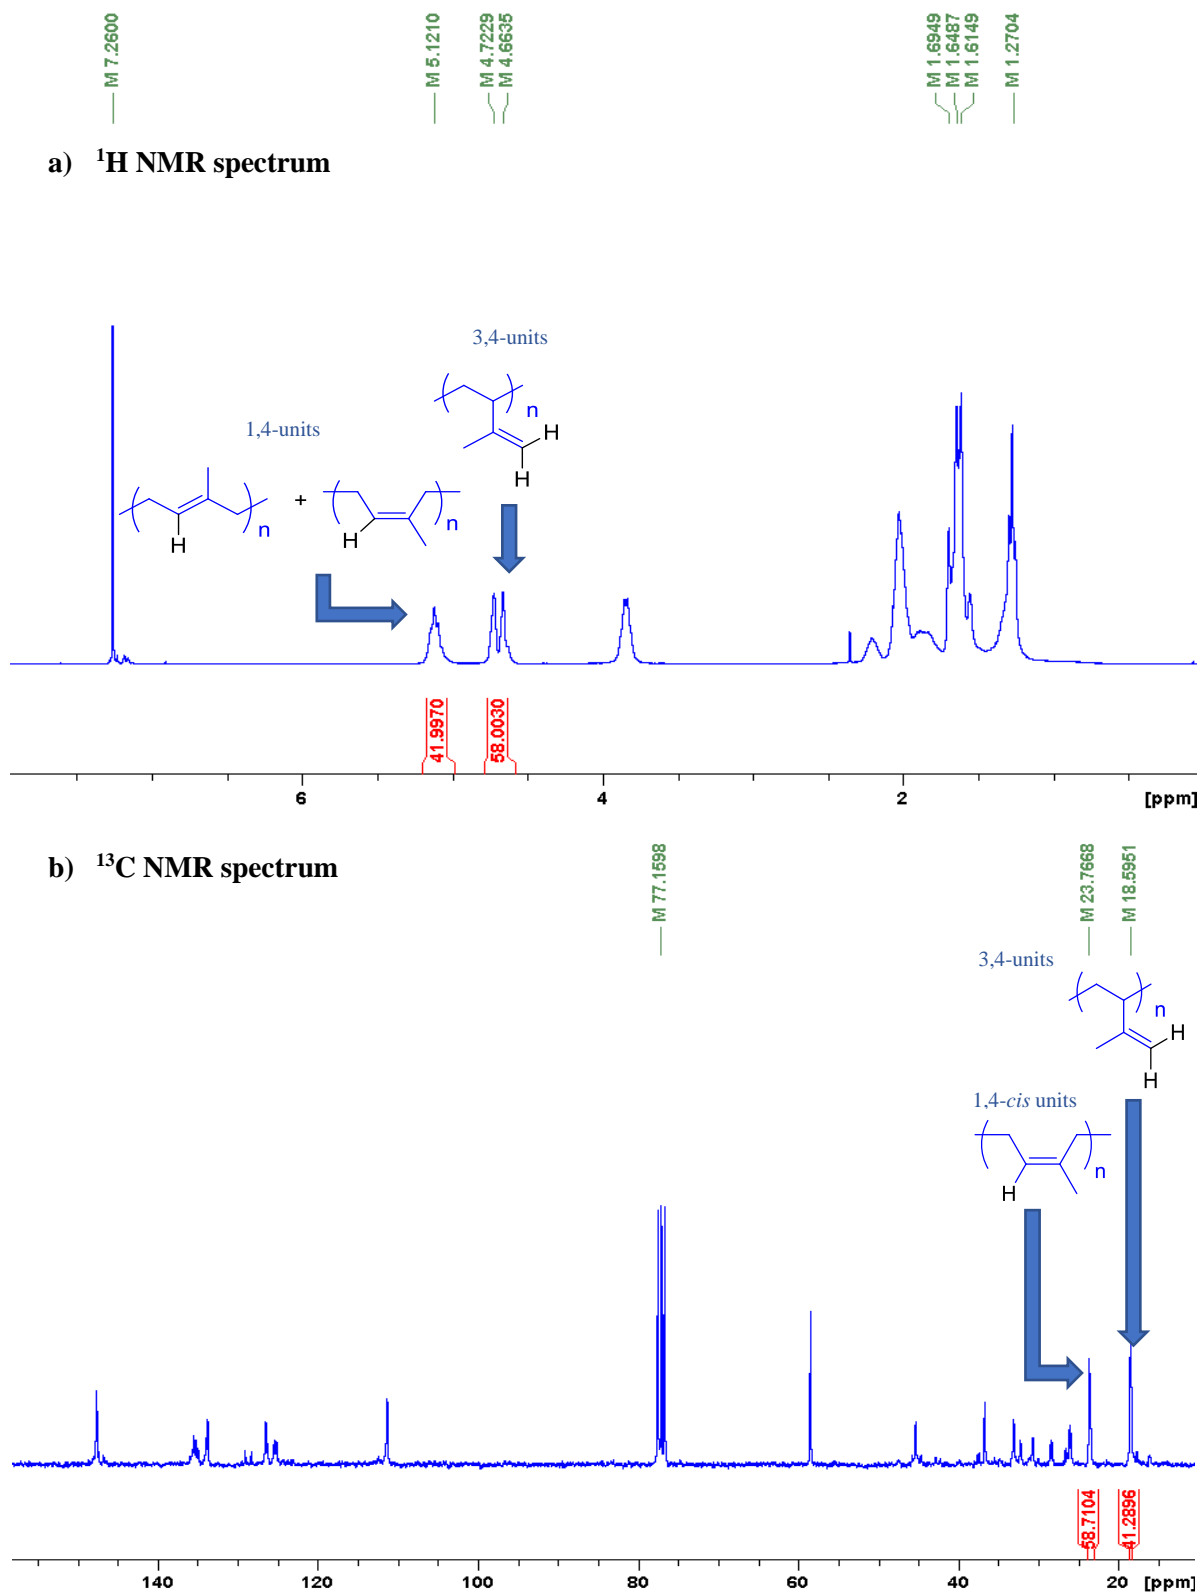 M 7.2600
M 5.1210
M 4.7229
M 4.6635
M 1.6949
M 1.6487
M 1.6149
M 1.2704
a) ¹H NMR spectrum
3,4-units
n
H
H
1,4-units
n
H
+
n
H
41.9970
58.0030
6 4 2 [ppm]
b) ¹³C NMR spectrum
M 77.1598
M 23.7668
M 18.5951
3,4-units
n
H
H
1,4-cis units
n
H
58.7104
41.2896
140 120 100 80 60 40 20 [ppm]